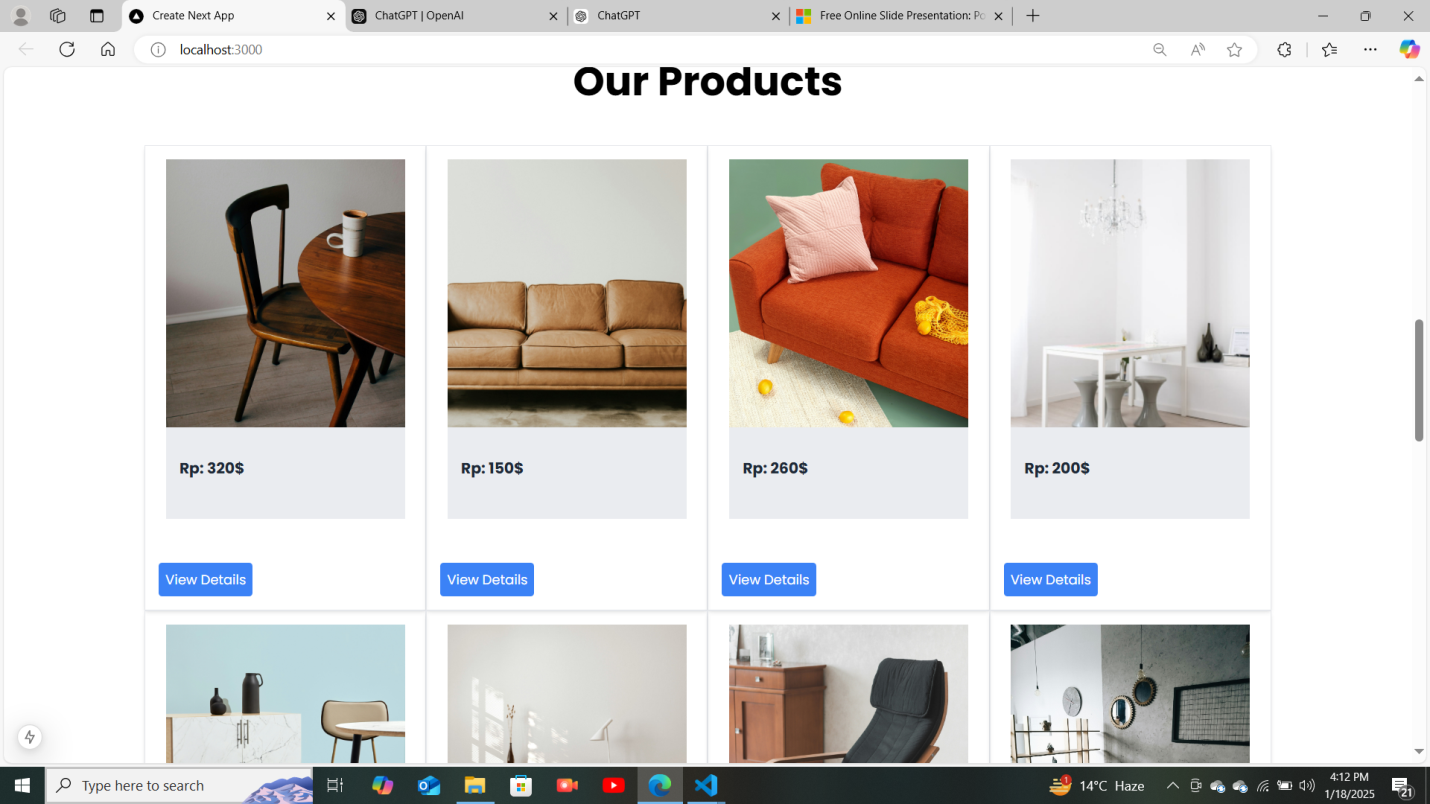 Create Next App
ChatGPT | OpenAI
ChatGPT
Free Online Slide Presentation: Po
localhost:3000
Our Products
Rp: 320$
Rp: 150$
Rp: 260$
Rp: 200$
View Details
View Details
View Details
View Details
Type here to search
1
14°C Haze
4:12 PM
1/18/2025
21